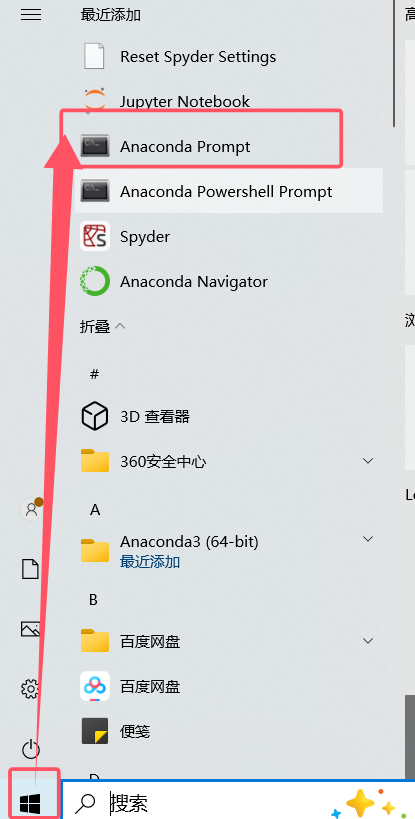 最近添加
高
Reset Spyder Settings
Jupyter Notebook
Anaconda Prompt
Anaconda Powershell Prompt
Spyder
Anaconda Navigator
折叠
浏
#
3D 查看器
360安全中心
Lo
A
Anaconda3 (64-bit)
最近添加
B
百度网盘
百度网盘
便笺
D
搜索